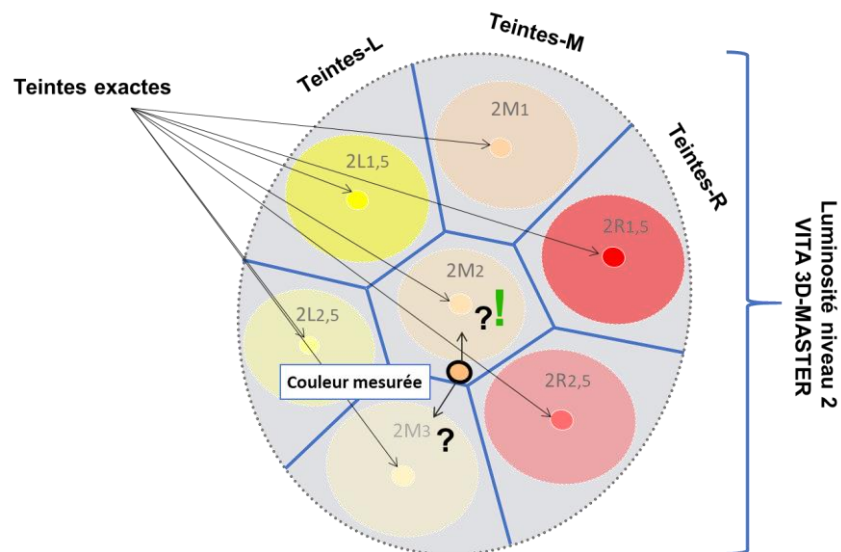 Teintes-L
Teintes-M
Teintes-R
Teintes exactes
2M1
2L1,5
2R1,5
2M2
?!
2L2,5
Couleur mesurée
2R2,5
2M3
?
Luminosité niveau 2
VITA 3D-MASTER